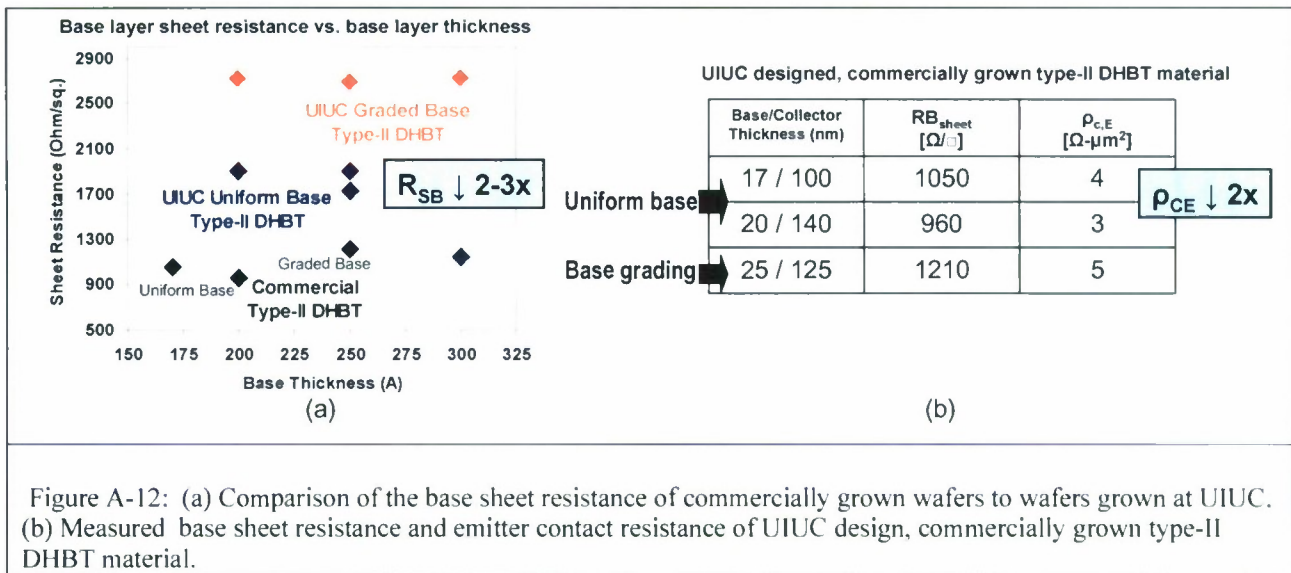 Base layer sheet resistance vs. base layer thickness
2900
2500
2100
1700
1300
900
500
Sheet Resistance (Ohm/sq.)
UIUC Graded Base
Type-II DHBT
UIUC Uniform Base
Type-II DHBT
R_SB ↓ 2-3x
Graded Base
Uniform Base
Commercial
Type-II DHBT
150 175 200 225 250 275 300 325
Base Thickness (A)
(a)
UIUC designed, commercially grown type-II DHBT material
Base/Collector Thickness (nm) RB_sheet [Ω/□] ρ_c,E [Ω-µm²]
Uniform base
17 / 100 1050 4
20 / 140 960 3
Base grading
25 / 125 1210 5
ρ_CE ↓ 2x
(b)
Figure A-12: (a) Comparison of the base sheet resistance of commercially grown wafers to wafers grown at UIUC.
(b) Measured base sheet resistance and emitter contact resistance of UIUC design, commercially grown type-II
DHBT material.